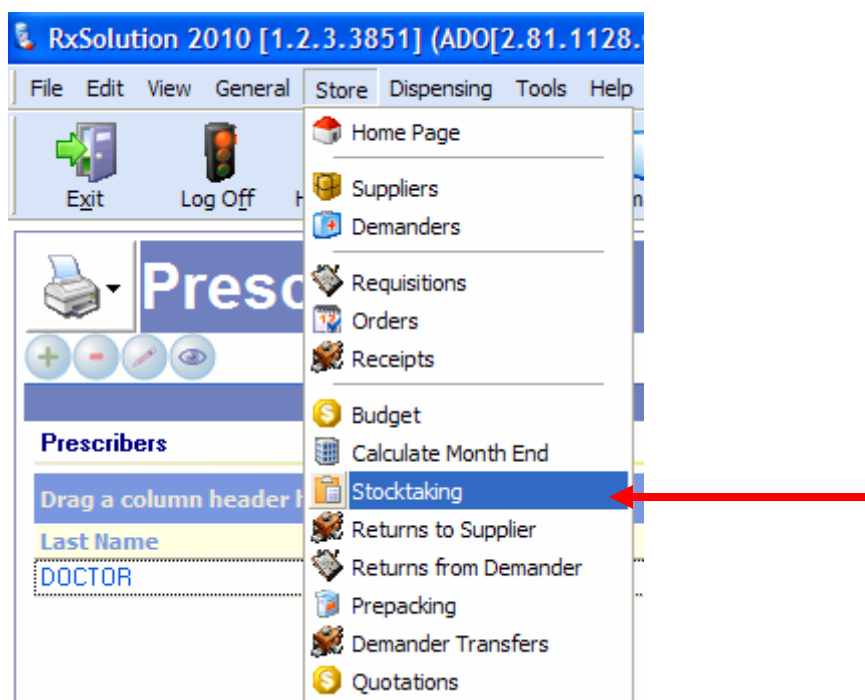 RxSolution 2010 [1.2.3.3851] (ADO[2.81.1128.
File Edit View General Store Dispensing Tools Help
Exit Log Off
Home Page
Suppliers
Demanders
Requisitions
Orders
Receipts
Budget
Calculate Month End
Stocktaking
Returns to Supplier
Returns from Demander
Prepacking
Demander Transfers
Quotations
Presc
Prescribers
Drag a column header
Last Name
DOCTOR